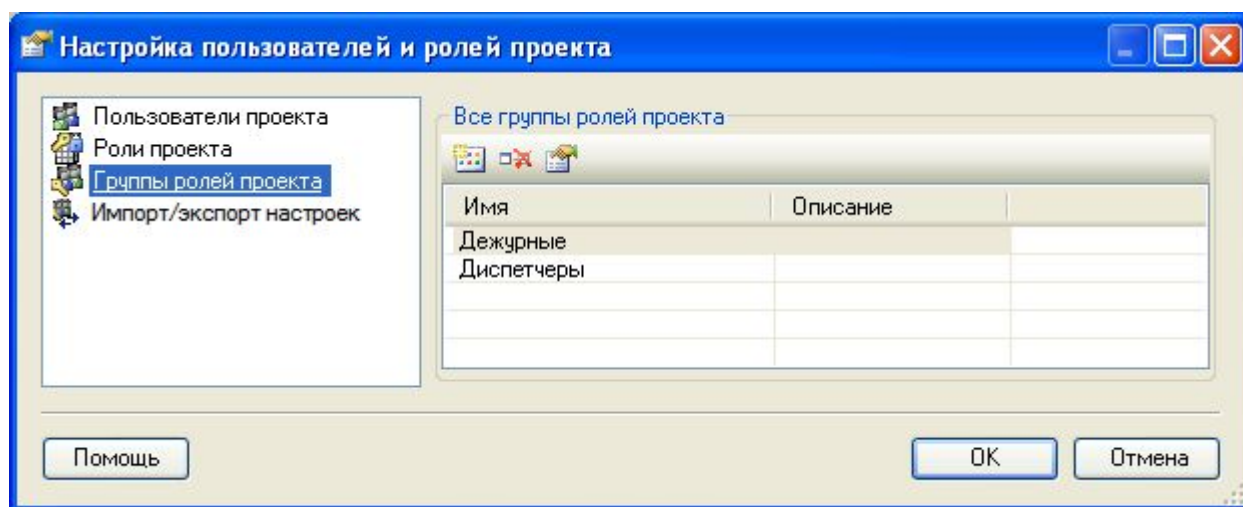 Настройка пользователей и ролей проекта
Пользователи проекта
Роли проекта
Группы ролей проекта
Импорт/экспорт настроек
Все группы ролей проекта
Имя Описание
Дежурные
Диспетчеры
Помощь OK Отмена